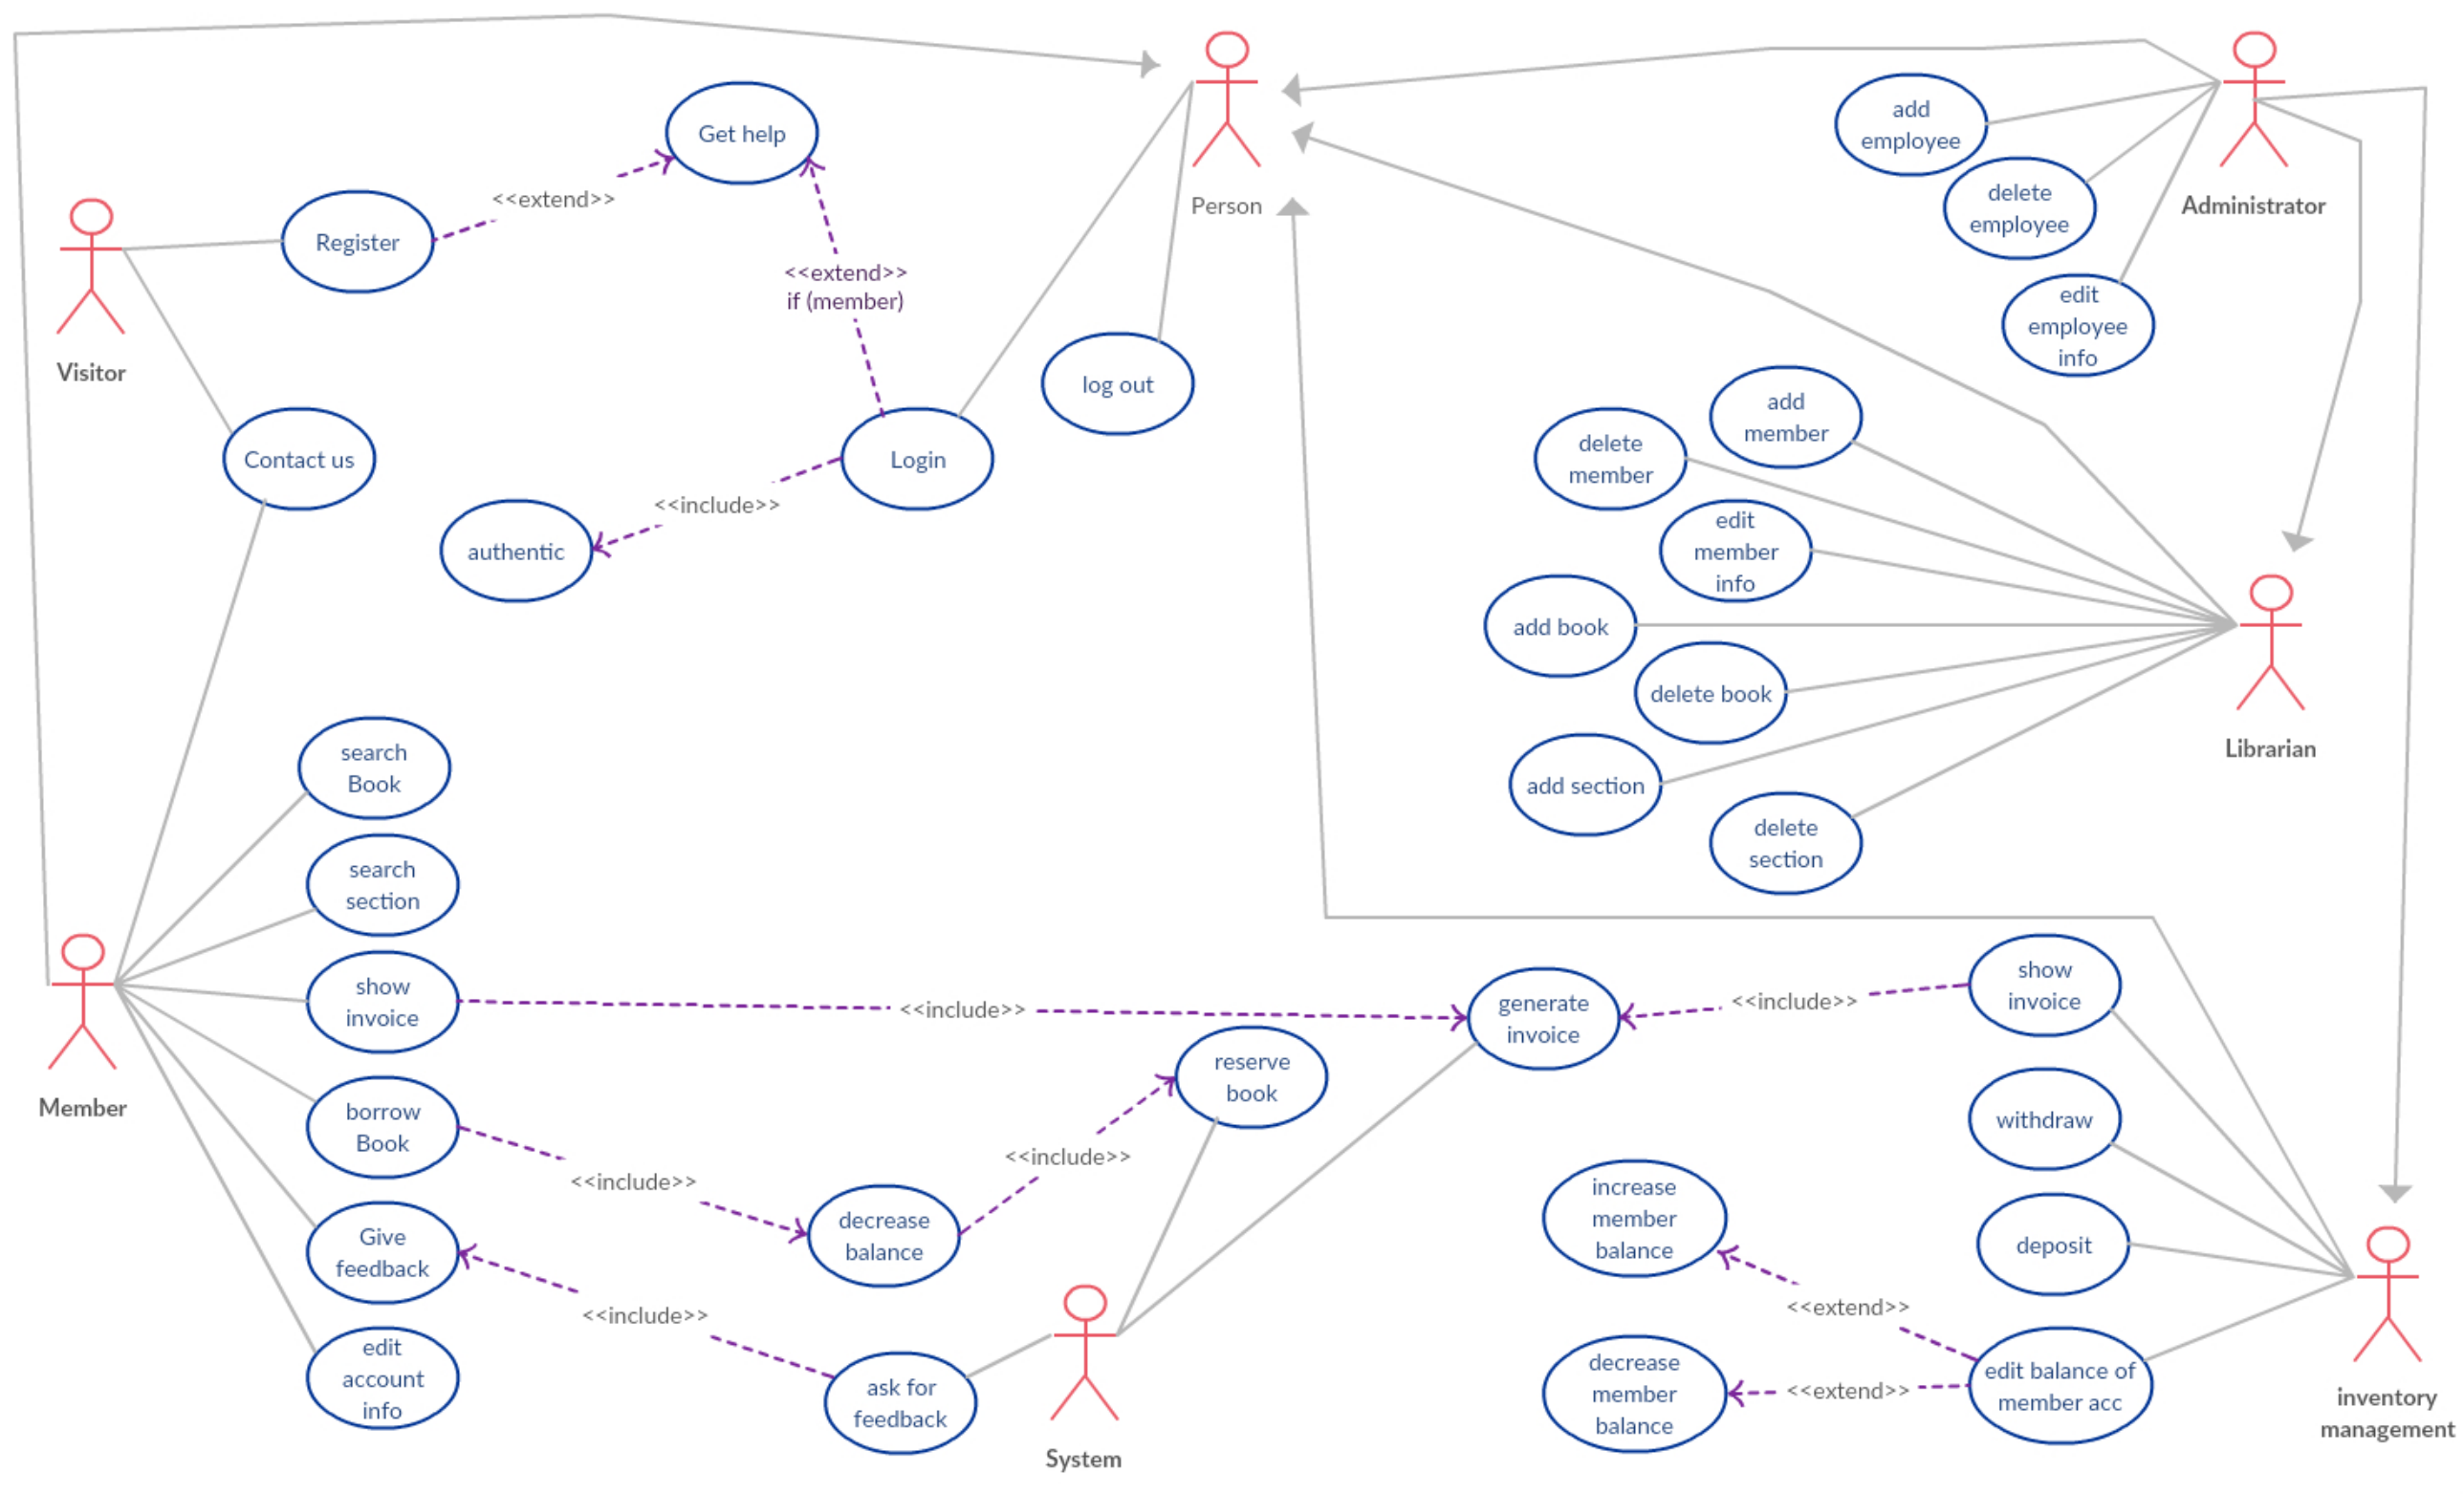 Get help
<<extend>>
Register
Visitor
<<extend>>
if (member)
Contact us
Login
log out
<<include>>
authentic
Person
Administrator
add
employee
delete
employee
edit
employee
info
add
member
delete
member
edit
member
info
add book
delete book
add section
delete
section
Librarian
search
Book
search
section
show
invoice
borrow
Book
Give
feedback
edit
account
info
Member
<<include>>
generate
invoice
<<include>>
show
invoice
reserve
book
<<include>>
<<include>>
decrease
balance
<<include>>
ask for
feedback
System
withdraw
deposit
increase
member
balance
<<extend>>
decrease
member
balance
<<extend>>
edit balance of
member acc
inventory
management